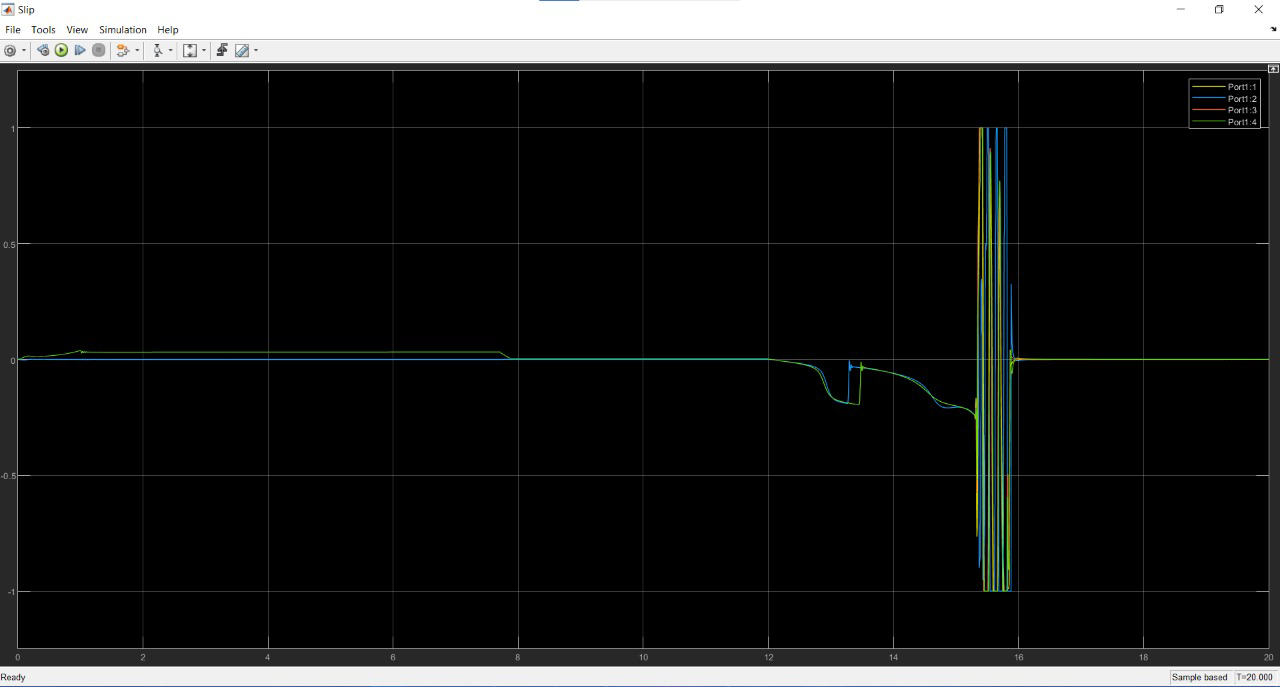 Slip
File Tools View Simulation Help
Port1:1
Port1:2
Port1:3
Port1:4
1
0.5
0
-0.5
-1
0 2 4 6 8 10 12 14 16 18 20
Ready Sample based T=20.000